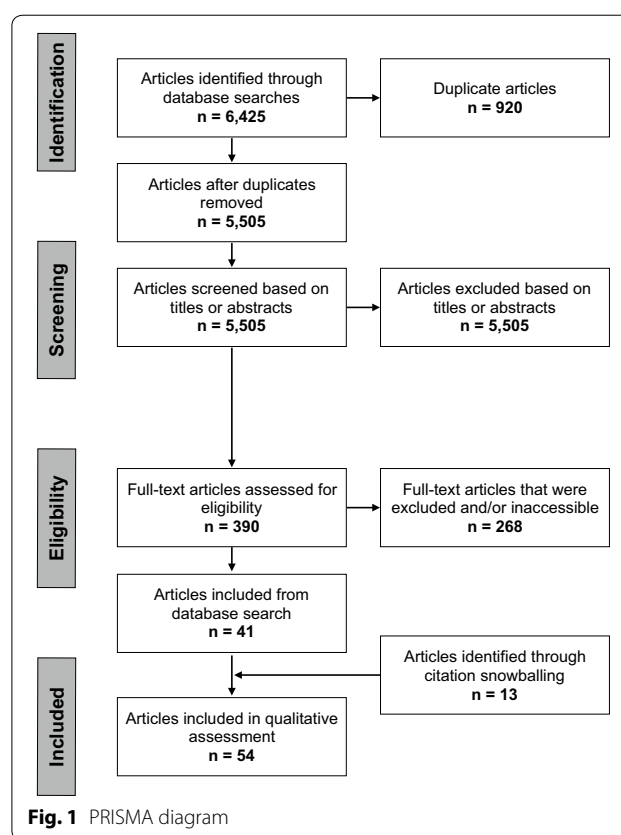 Identification
Articles identified through
database searches
n = 6,425
Duplicate articles
n = 920
Articles after duplicates
removed
n = 5,505
Screening
Articles screened based on
titles or abstracts
n = 5,505
Articles excluded based on
titles or abstracts
n = 5,505
Eligibility
Full-text articles assessed for
eligibility
n = 390
Full-text articles that were
excluded and/or inaccessible
n = 268
Articles included from
database search
n = 41
Included
Articles identified through
citation snowballing
n = 13
Articles included in qualitative
assessment
n = 54
Fig. 1 PRISMA diagram